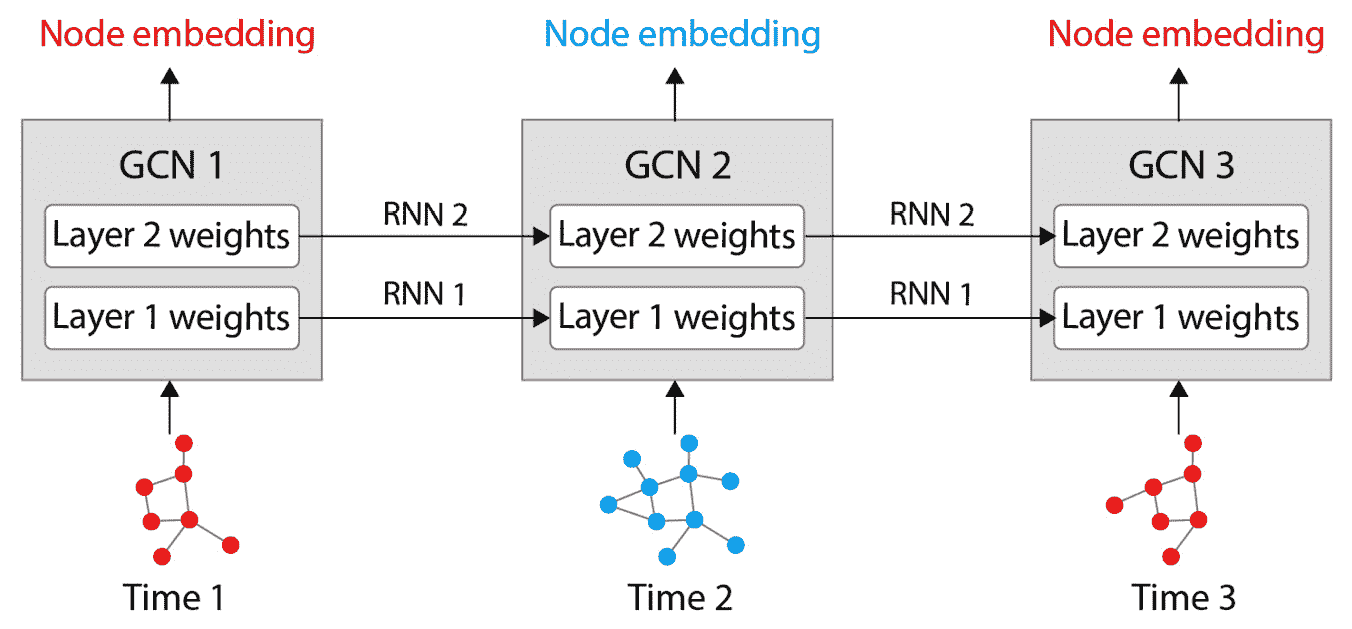 Node embedding
Node embedding
Node embedding
GCN 1
GCN 2
GCN 3
RNN 2
RNN 2
Layer 2 weights
Layer 2 weights
Layer 2 weights
RNN 1
RNN 1
Layer 1 weights
Layer 1 weights
Layer 1 weights
Time 1
Time 2
Time 3